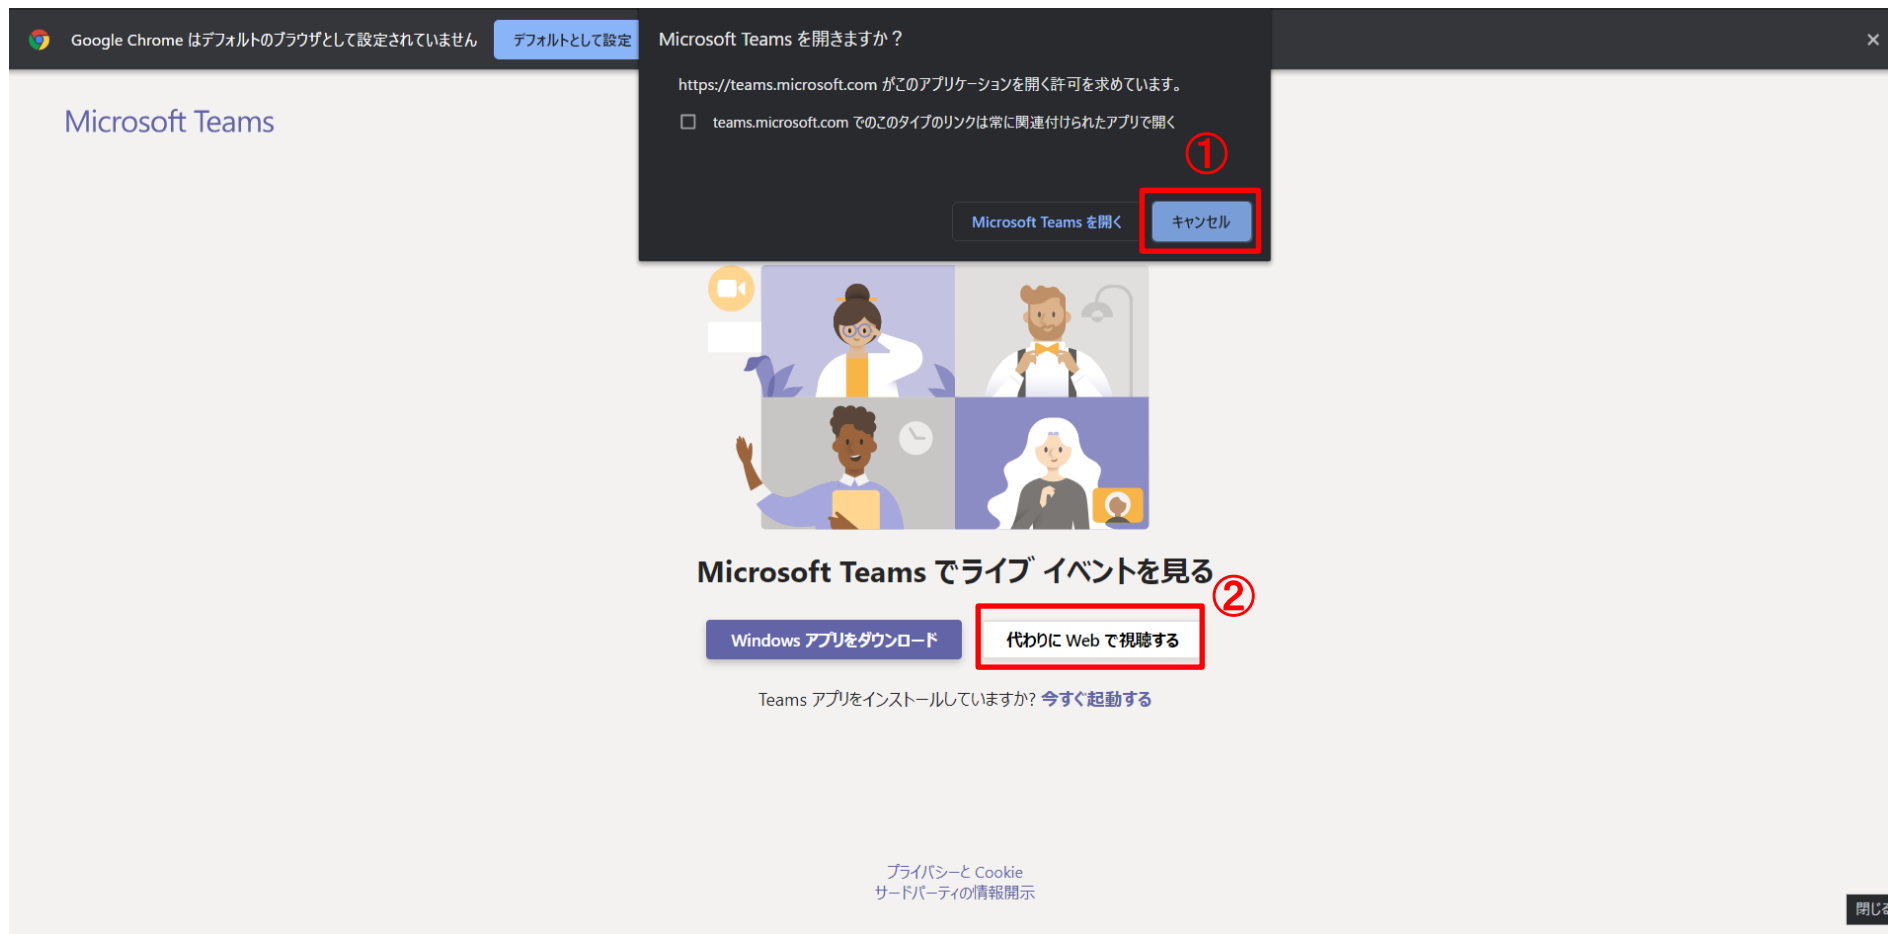 Google Chrome はデフォルトのブラウザとして設定されていません
デフォルトとして設定
Microsoft Teams を開きますか？
×
https://teams.microsoft.com がこのアプリケーションを開く許可を求めています。
teams.microsoft.com でのこのタイプのリンクは常に関連付けられたアプリで開く
Microsoft Teams
①
Microsoft Teams を開く
キャンセル
Microsoft Teams でライブ イベントを見る
②
Windows アプリをダウンロード
代わりに Web で視聴する
Teams アプリをインストールしていますか? 今すぐ起動する
プライバシーと Cookie
サードパーティの情報開示
閉じる